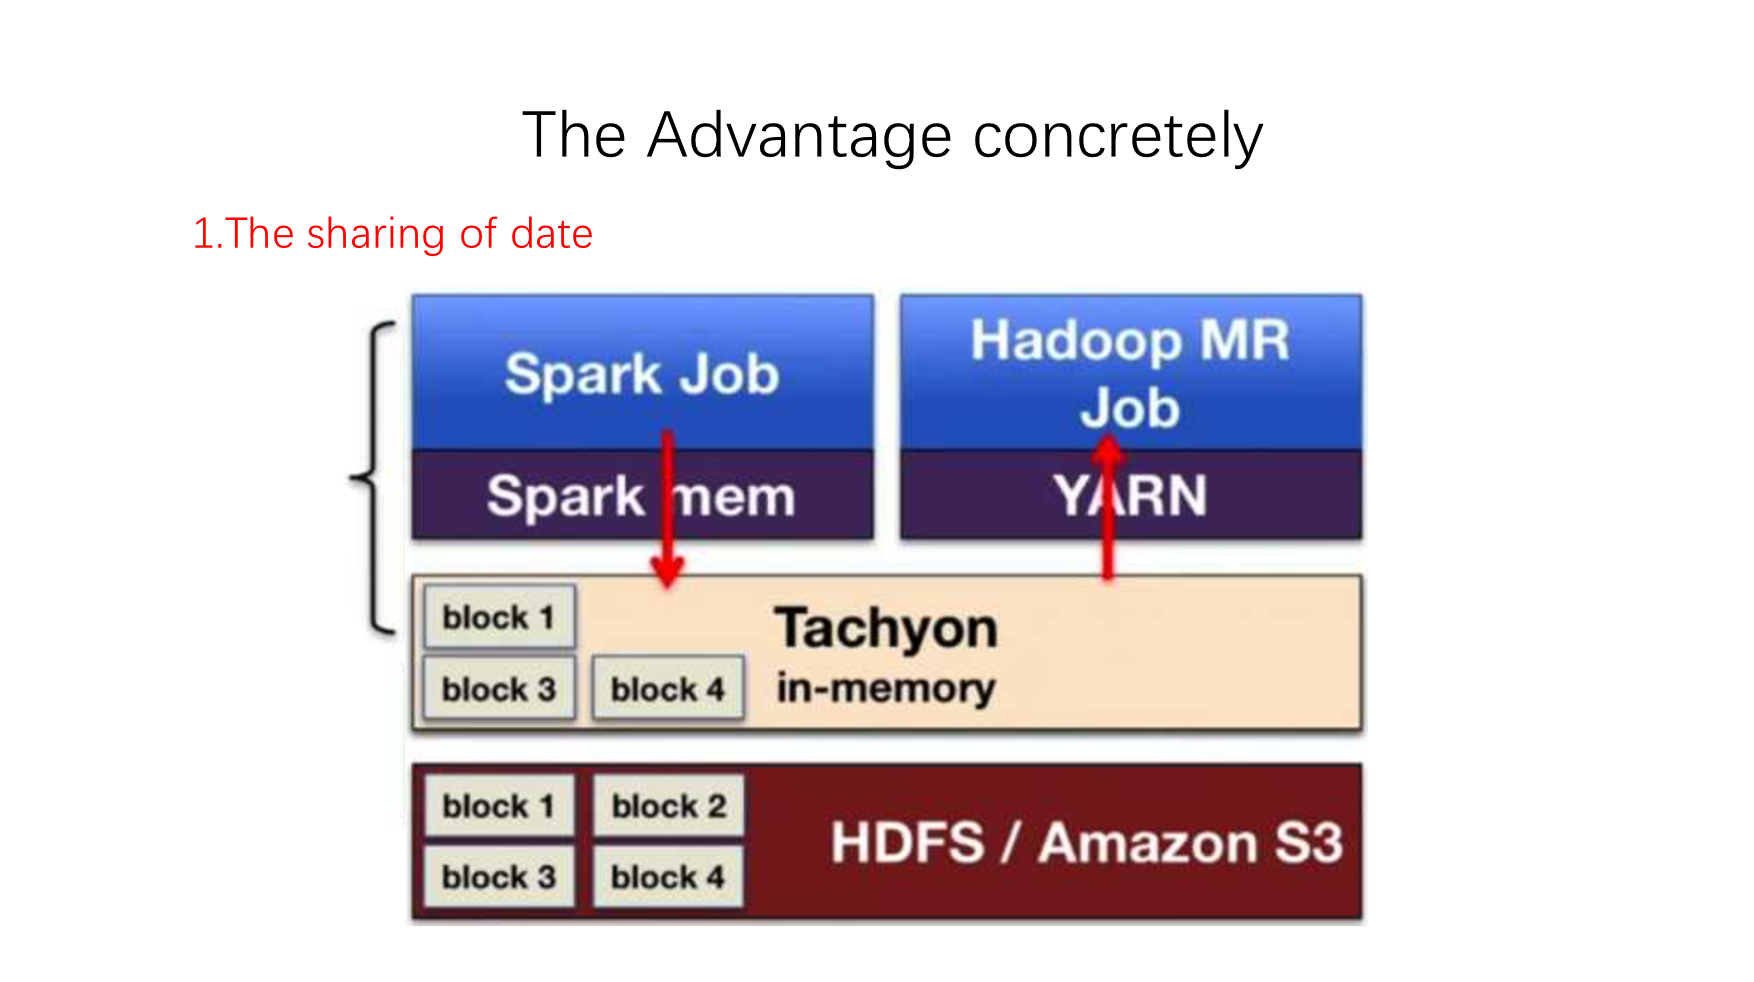 The Advantage concretely
1.The sharing of date
Spark Job
Spark mem
Hadoop MR
Job
YARN
block 1
block 3
block 4
Tachyon
in-memory
block 1
block 2
block 3
block 4
HDFS / Amazon S3